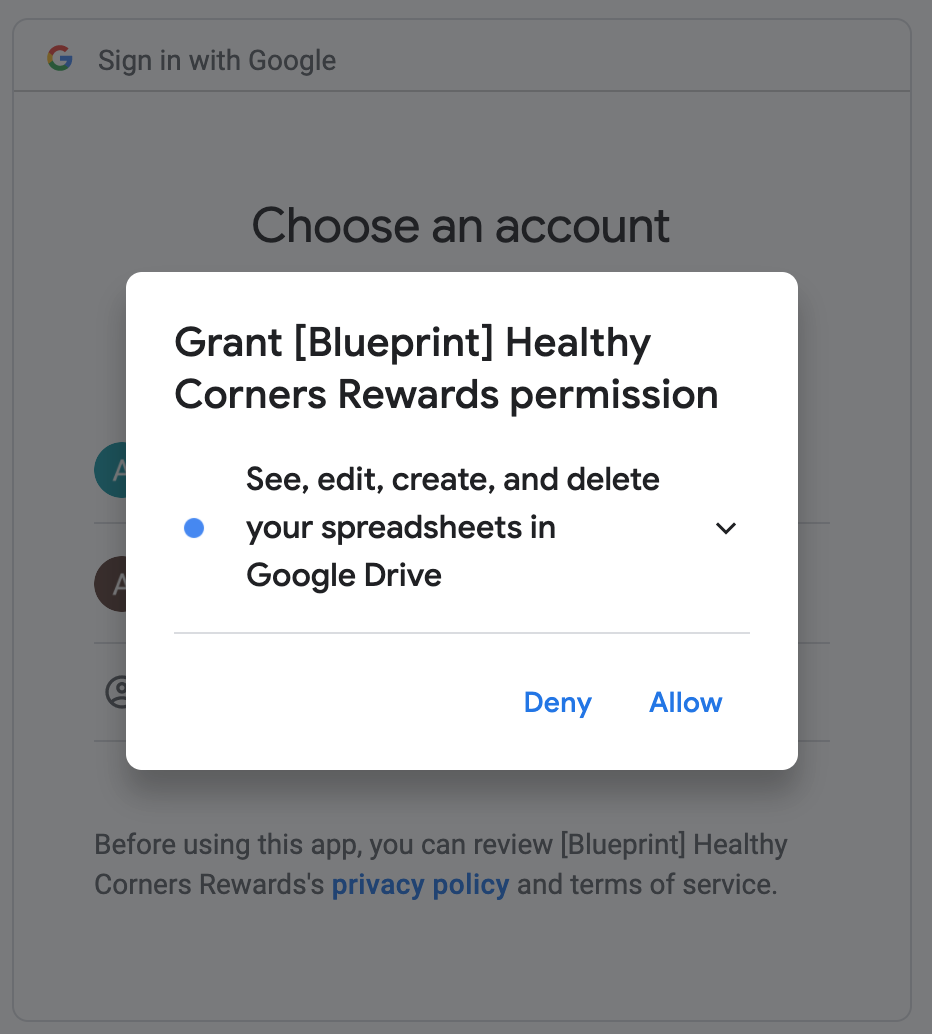 Sign in with Google
Choose an account
Grant [Blueprint] Healthy
Corners Rewards permission
A
See, edit, create, and delete
your spreadsheets in
Google Drive
A
Deny Allow
Before using this app, you can review [Blueprint] Healthy
Corners Rewards's privacy policy and terms of service.